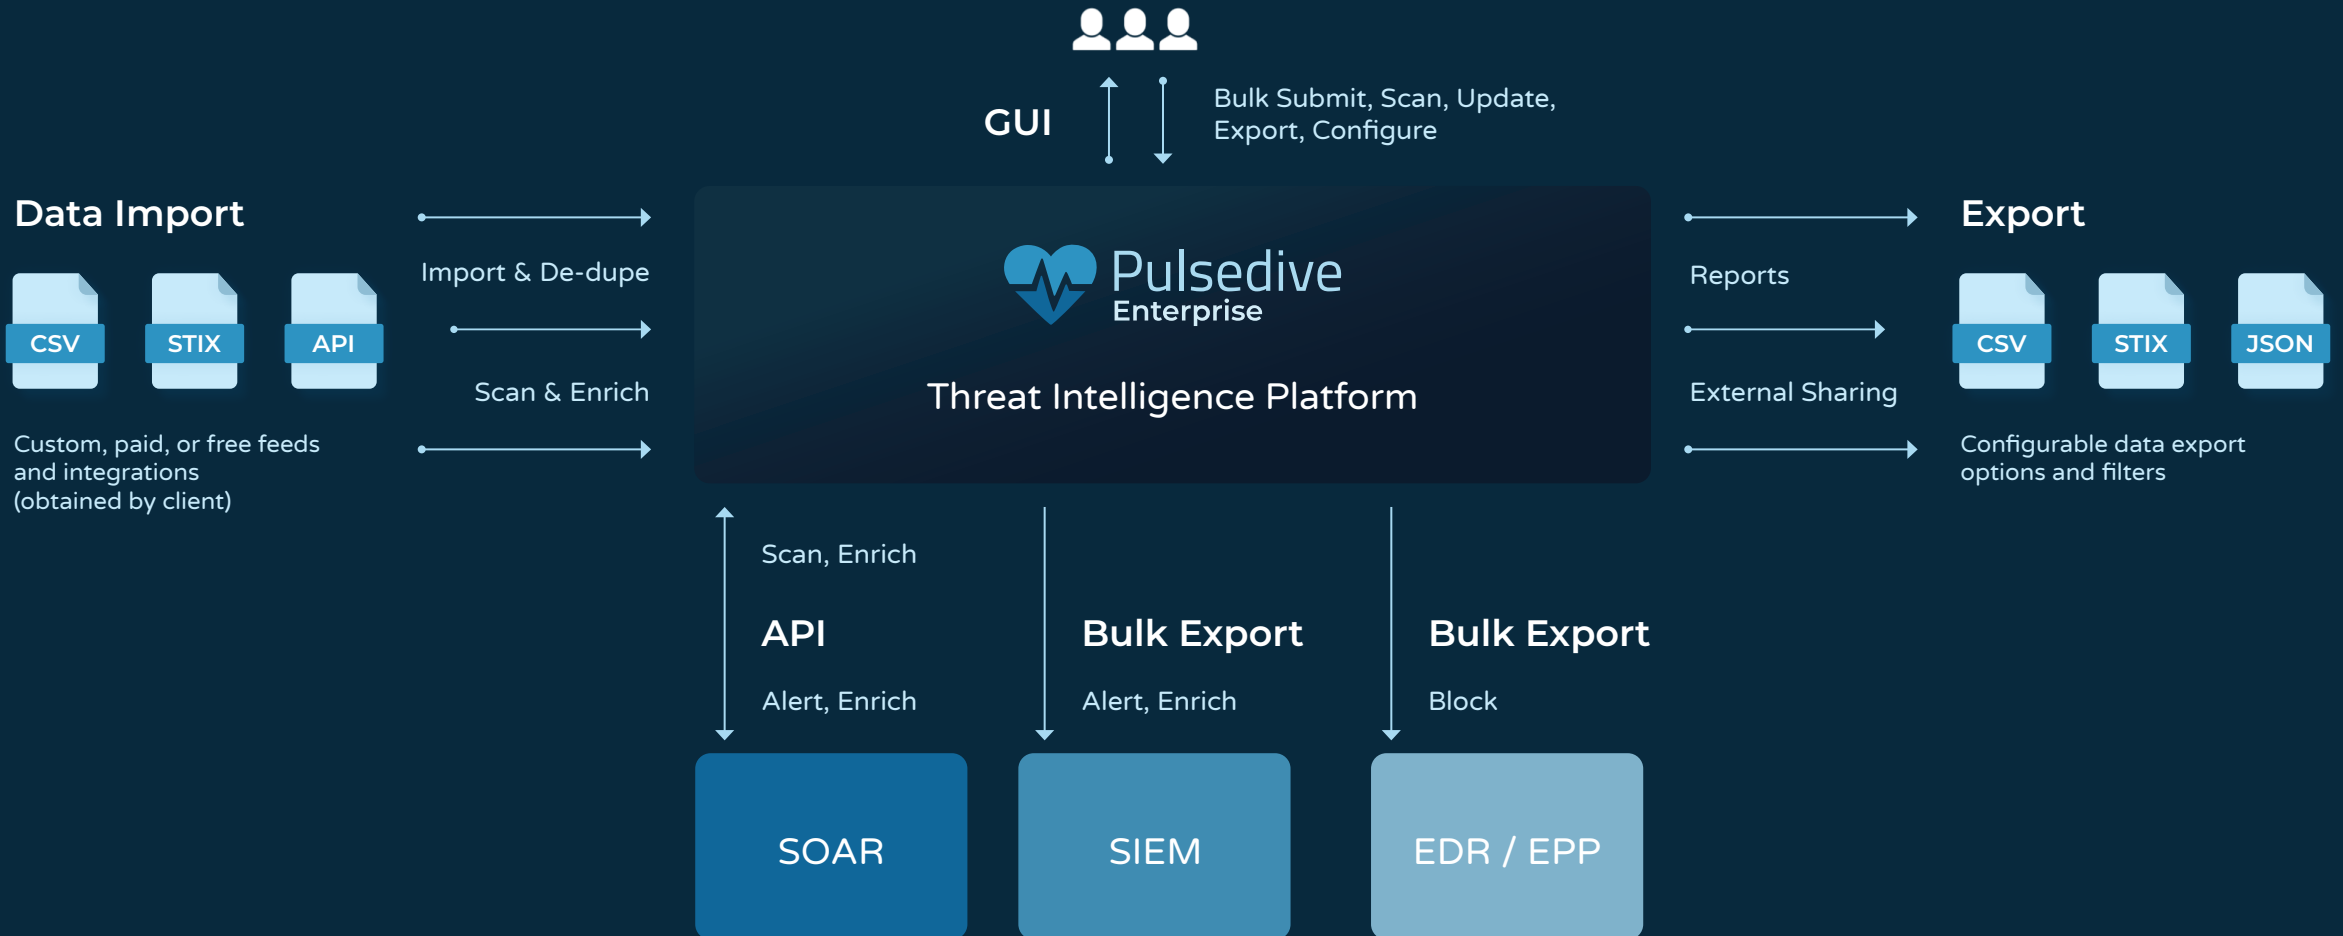 GUI
Bulk Submit, Scan, Update,
Export, Configure
Data Import
CSV
STIX
API
Custom, paid, or free feeds
and integrations
(obtained by client)
Import & De-dupe
Scan & Enrich
Pulsedive
Enterprise
Threat Intelligence Platform
Reports
External Sharing
Export
CSV
STIX
JSON
Configurable data export
options and filters
Scan, Enrich
API
Alert, Enrich
Bulk Export
Alert, Enrich
Bulk Export
Block
SOAR
SIEM
EDR / EPP